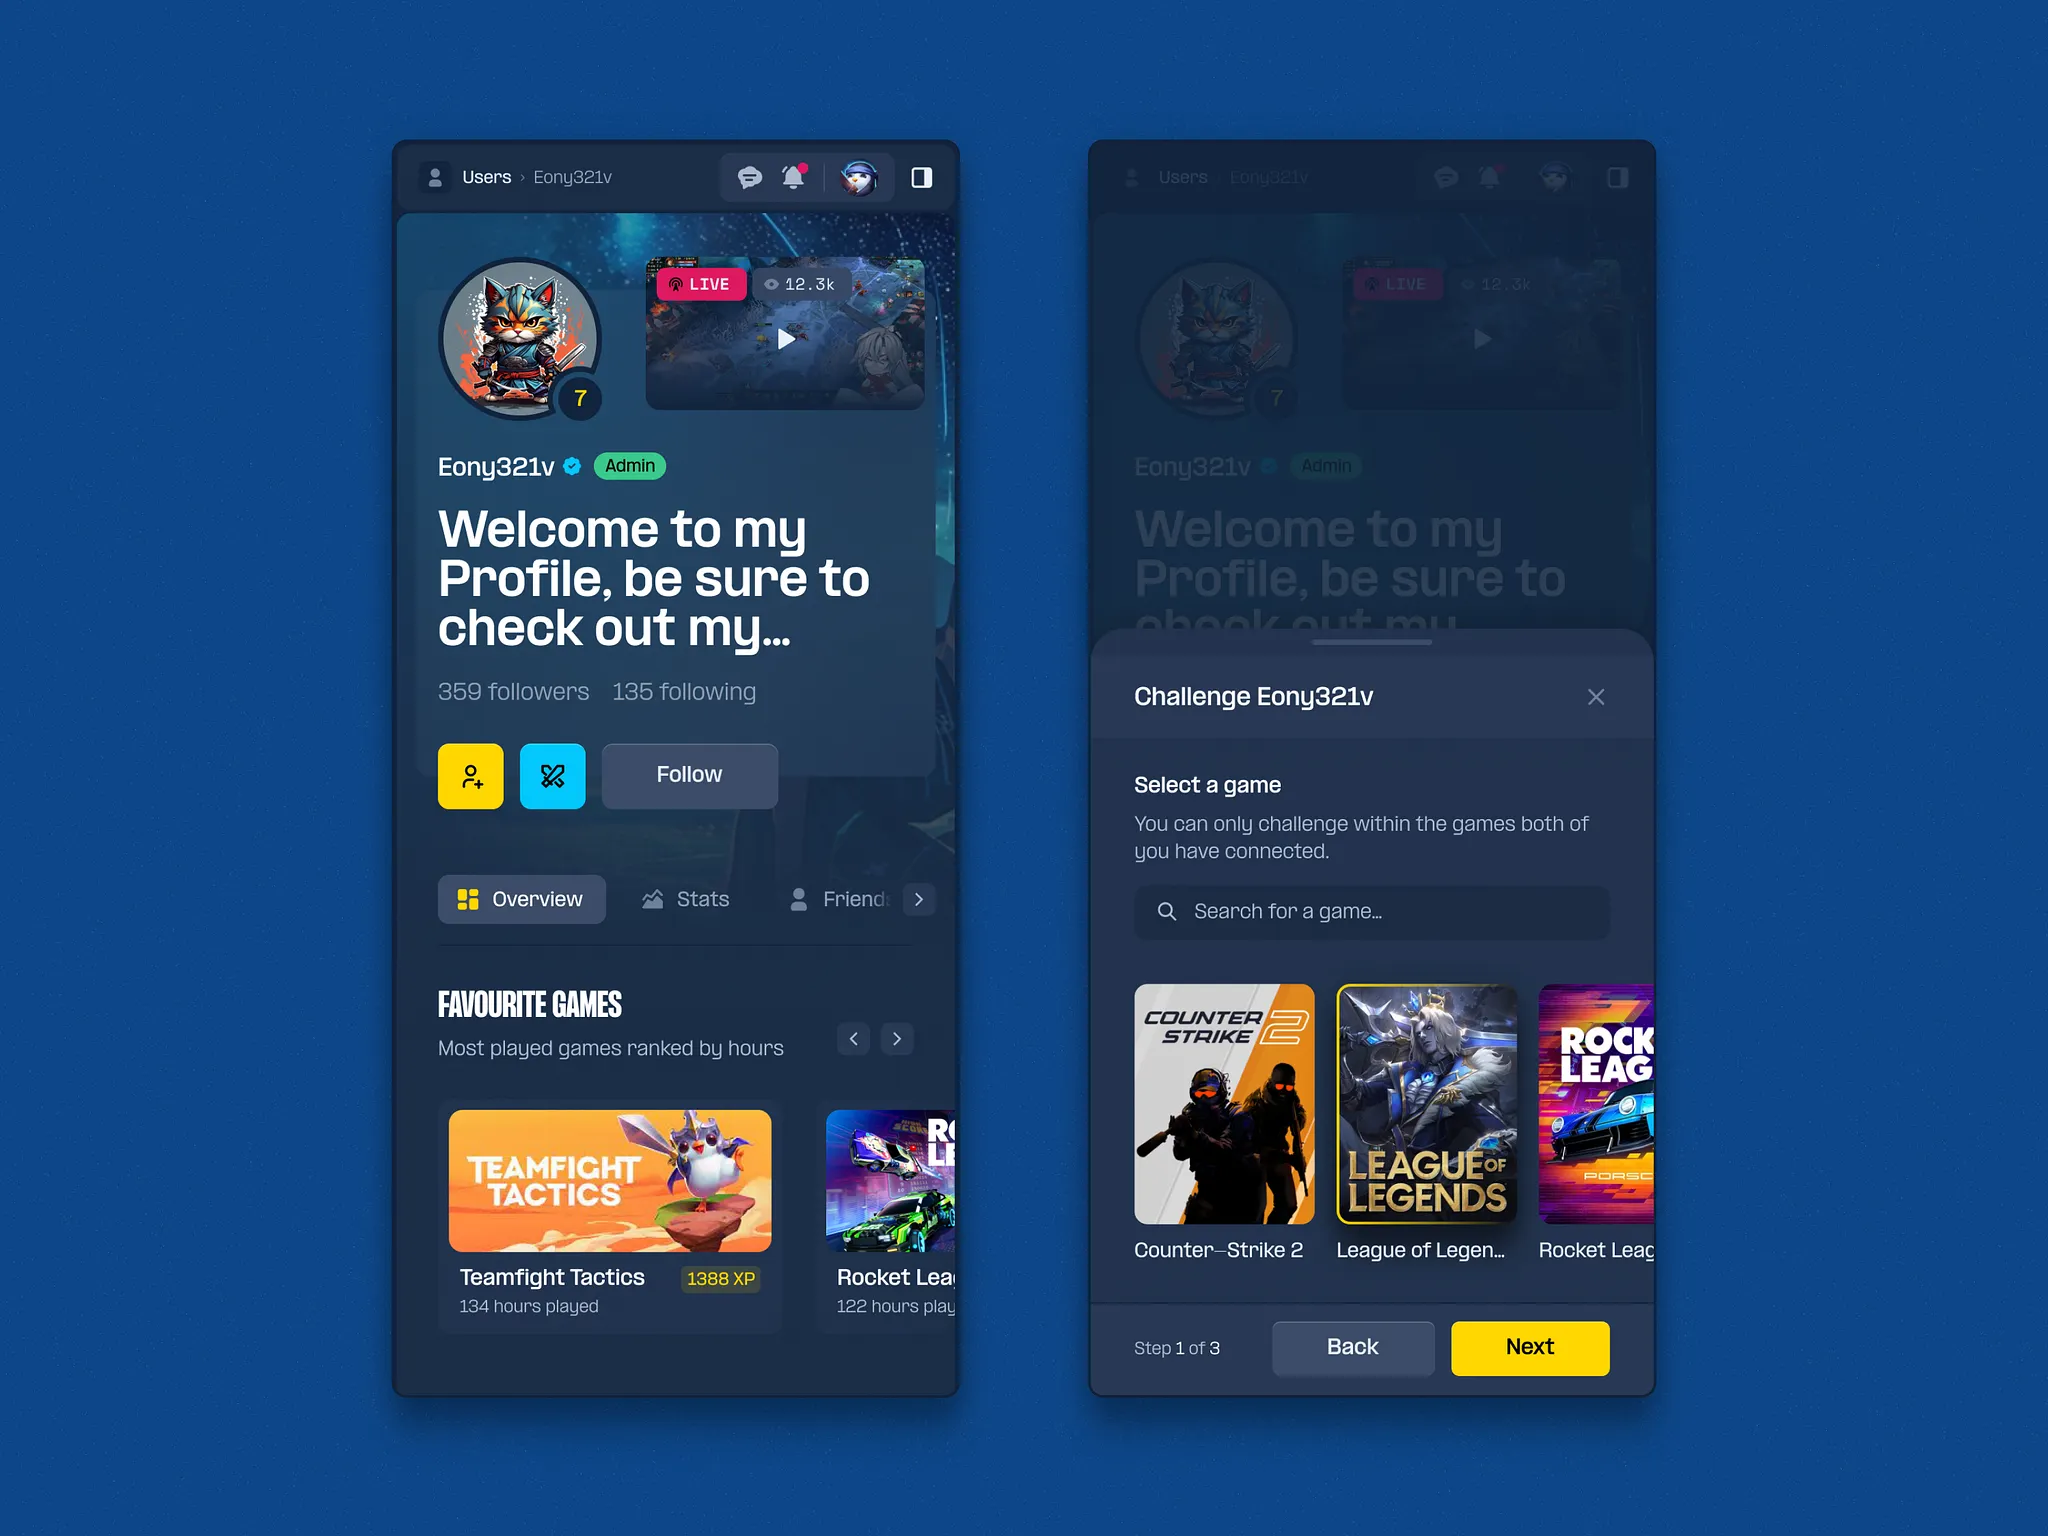 Users › Eony321v
LIVE
12.3k
7
Eony321v
Admin
Welcome to my
Profile, be sure to
check out my...
359 followers 135 following
Follow
Overview
Stats
Friends
FAVOURITE GAMES
Most played games ranked by hours
TEAMFIGHT
TACTICS
Teamfight Tactics
1388 XP
134 hours played
RO
LE
Rocket Lea
122 hours play
Users › Eony321v
LIVE
12.3k
7
Eony321v
Admin
Welcome to my
Profile, be sure to
check out my
Challenge Eony321v
Select a game
You can only challenge within the games both of
you have connected.
Search for a game...
COUNTER
STRIKE 2
LEAGUE OF
LEGENDS
ROCK
LEAG
PORSC
Counter-Strike 2
League of Legen...
Rocket Leag
Step 1 of 3
Back
Next